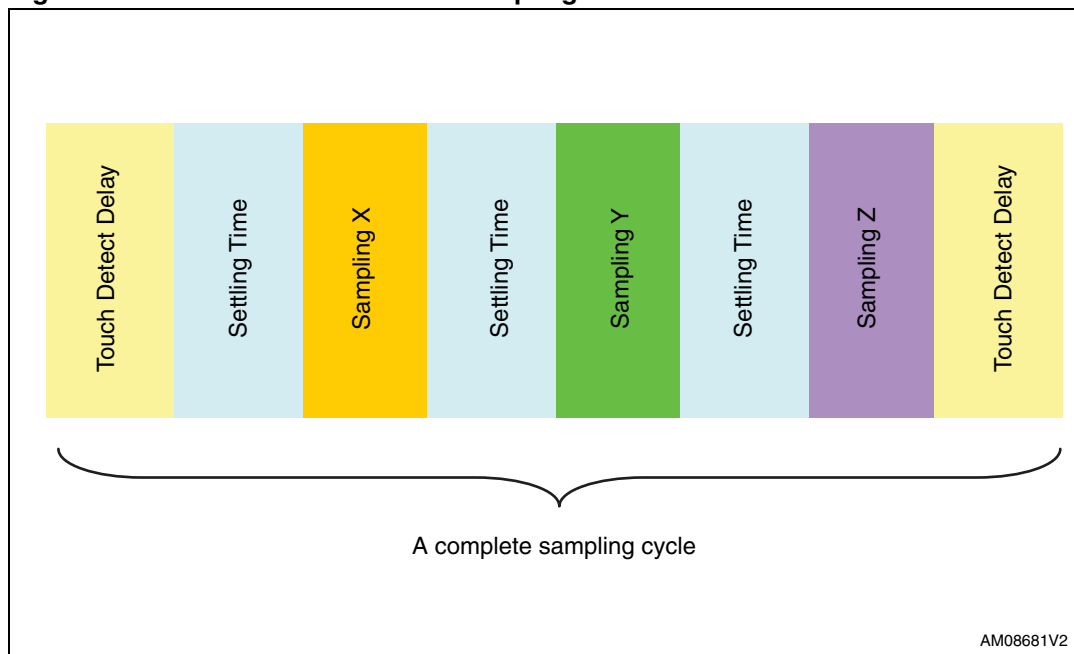 Touch Detect Delay
Settling Time
Sampling X
Settling Time
Sampling Y
Settling Time
Sampling Z
Touch Detect Delay
A complete sampling cycle
AM08681V2